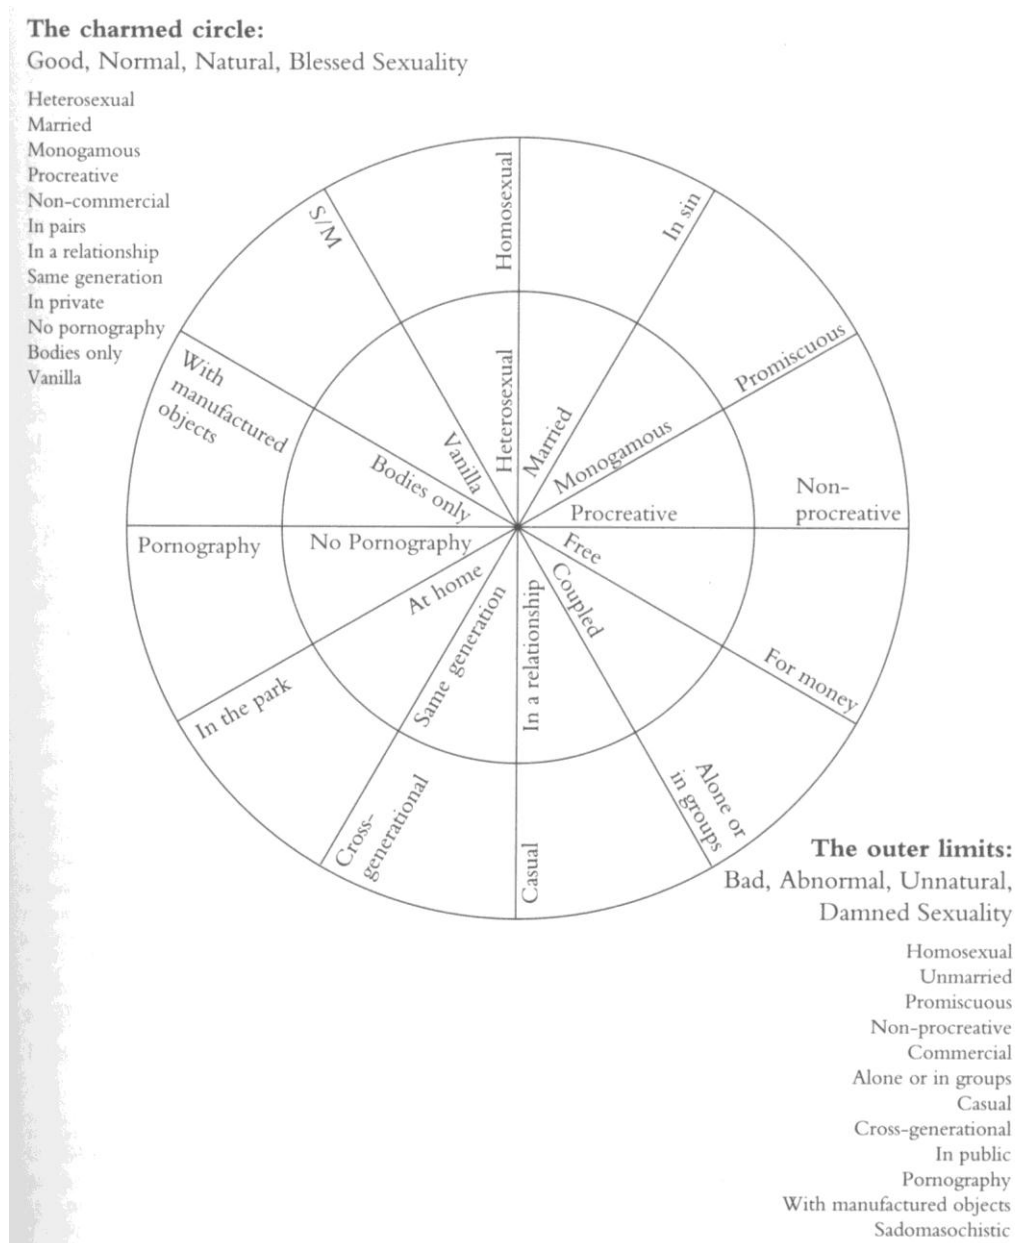 The charmed circle:
Good, Normal, Natural, Blessed Sexuality
Heterosexual
Married
Monogamous
Procreative
Non-commercial
In pairs
In a relationship
Same generation
In private
No pornography
Bodies only
Vanilla
Homosexual
In sin
Promiscuous
Non-
procreative
For money
Alone or
in groups
Casual
Cross-
generational
In the park
Pornography
With
manufactured
objects
S/M
Heterosexual
Married
Monogamous
Procreative
Free
Coupled
In a relationship
Same generation
At home
No Pornography
Bodies only
Vanilla
The outer limits:
Bad, Abnormal, Unnatural,
Damned Sexuality
Homosexual
Unmarried
Promiscuous
Non-procreative
Commercial
Alone or in groups
Casual
Cross-generational
In public
Pornography
With manufactured objects
Sadomasochistic